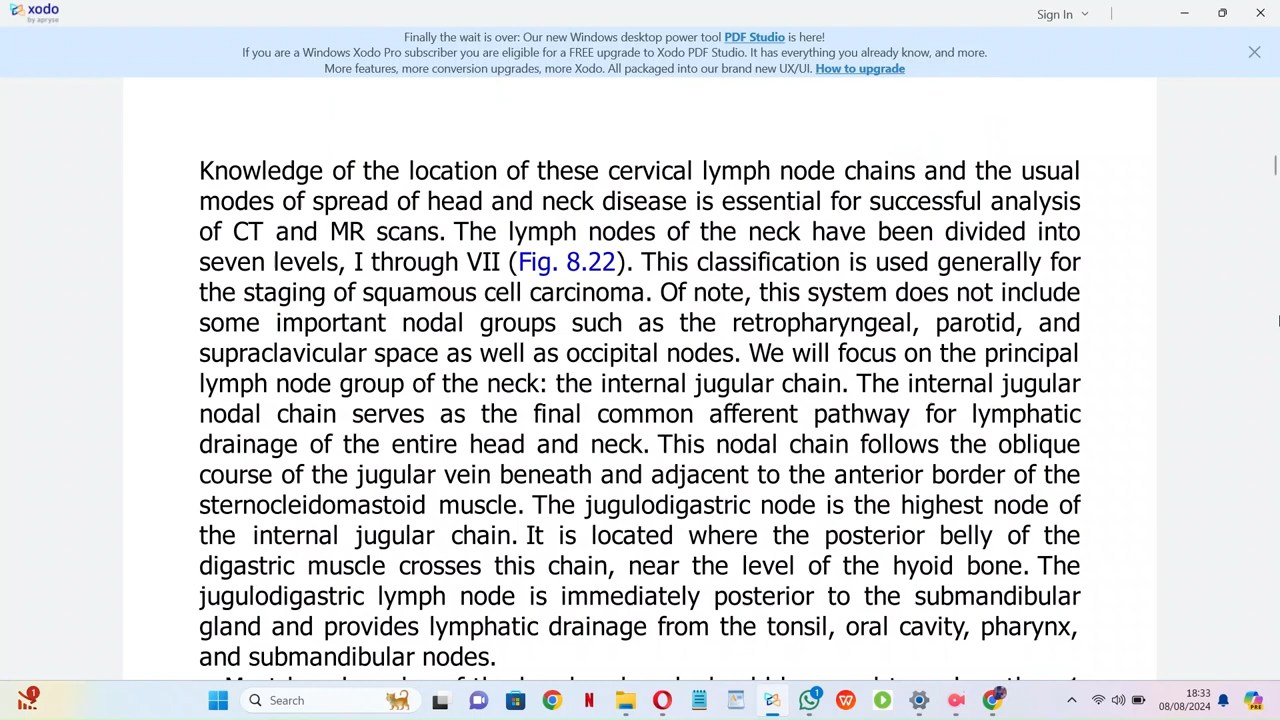 xodo
by apryse
Sign In
Finally the wait is over: Our new Windows desktop power tool PDF Studio is here!
If you are a Windows Xodo Pro subscriber you are eligible for a FREE upgrade to Xodo PDF Studio. It has everything you already know, and more.
More features, more conversion upgrades, more Xodo. All packaged into our brand new UX/UI. How to upgrade
Knowledge of the location of these cervical lymph node chains and the usual
modes of spread of head and neck disease is essential for successful analysis
of CT and MR scans. The lymph nodes of the neck have been divided into
seven levels, I through VII (Fig. 8.22). This classification is used generally for
the staging of squamous cell carcinoma. Of note, this system does not include
some important nodal groups such as the retropharyngeal, parotid, and
supraclavicular space as well as occipital nodes. We will focus on the principal
lymph node group of the neck: the internal jugular chain. The internal jugular
nodal chain serves as the final common afferent pathway for lymphatic
drainage of the entire head and neck. This nodal chain follows the oblique
course of the jugular vein beneath and adjacent to the anterior border of the
sternocleidomastoid muscle. The jugulodigastric node is the highest node of
the internal jugular chain. It is located where the posterior belly of the
digastric muscle crosses this chain, near the level of the hyoid bone. The
jugulodigastric lymph node is immediately posterior to the submandibular
gland and provides lymphatic drainage from the tonsil, oral cavity, pharynx,
and submandibular nodes.
1
Search
1
18:33
08/08/2024